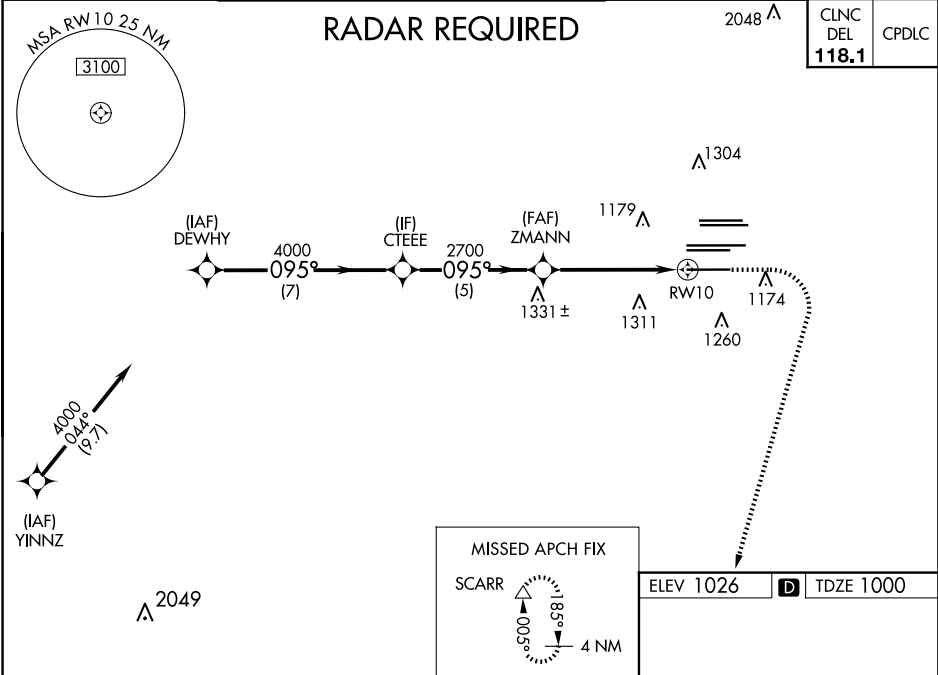 RADAR REQUIRED
2048
CLNC
DEL
118.1
CPDLC
MSA RW10 25 NM
3100
1304
1179
(IAF)
DEWHY
4000
095°
(7)
(IF)
CTEEE
2700
095°
(5)
(FAF)
ZMANN
1331 ±
1311
RW10
1174
1260
4000
044°
(9.7)
(IAF)
YINNZ
2049
MISSED APCH FIX
SCARR
005°
185°
4 NM
ELEV 1026
D
TDZE 1000